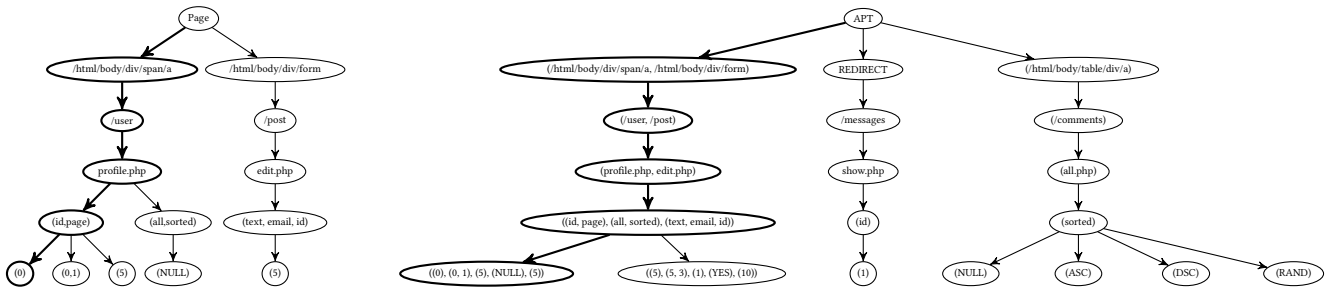 Page
APT
/html/body/div/span/a
/html/body/div/form
(/html/body/div/span/a, /html/body/div/form)
REDIRECT
(/html/body/table/div/a)
/user
/post
(/user, /post)
/messages
(/comments)
profile.php
edit.php
(profile.php, edit.php)
show.php
(all.php)
(id,page)
(all,sorted)
(text, email, id)
((id, page), (all, sorted), (text, email, id))
(id)
(sorted)
(0)
(0,1)
(5)
(NULL)
(5)
((0), (0, 1), (5), (NULL), (5))
((5), (5, 3), (1), (YES), (10))
(1)
(NULL)
(ASC)
(DSC)
(RAND)